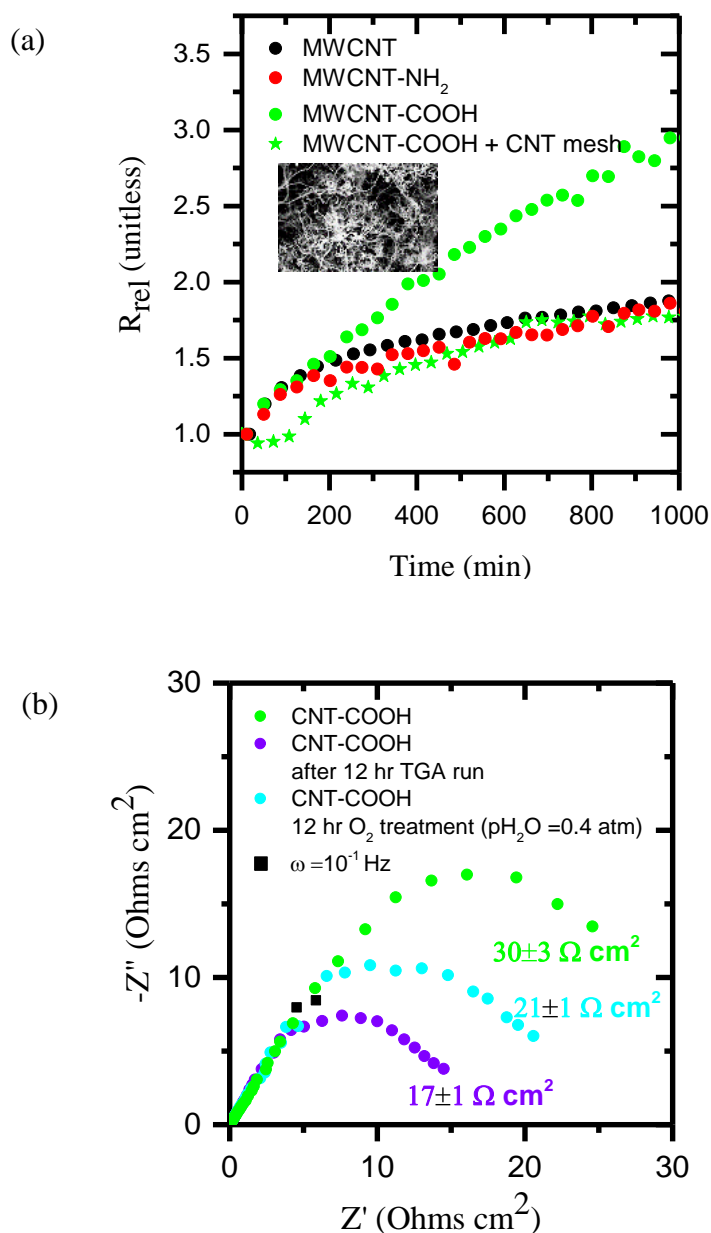 (a)
3.5
3.0
2.5
2.0
1.5
1.0
R_rel (unitless)
MWCNT
MWCNT-NH₂
MWCNT-COOH
MWCNT-COOH + CNT mesh
0 200 400 600 800 1000
Time (min)
(b)
30
20
10
0
-Z'' (Ohms cm²)
CNT-COOH
CNT-COOH
after 12 hr TGA run
CNT-COOH
12 hr O₂ treatment (pH₂O =0.4 atm)
ω =10⁻¹ Hz
30±3 Ω cm²
21±1 Ω cm²
17±1 Ω cm²
0 10 20 30
Z' (Ohms cm²)